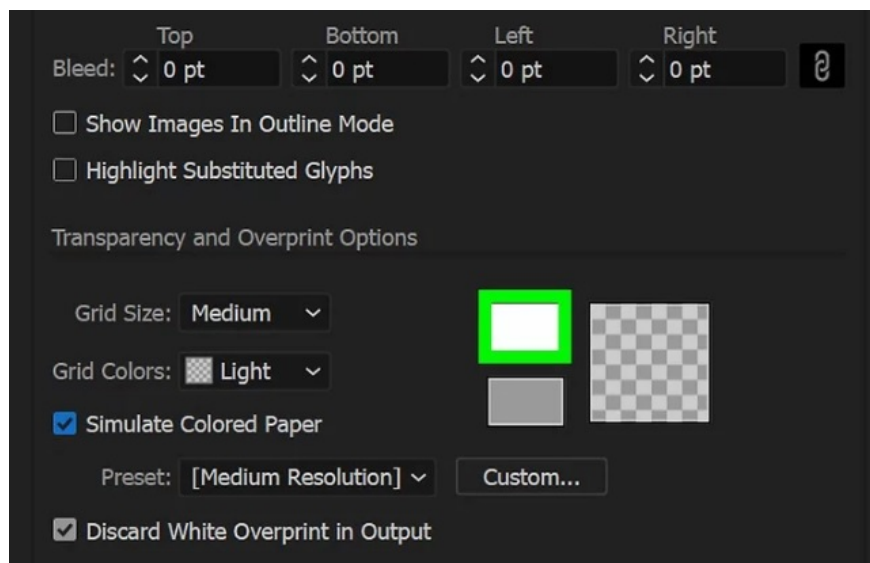 Top Bottom Left Right
Bleed: 0 pt 0 pt 0 pt 0 pt
Show Images In Outline Mode
Highlight Substituted Glyphs
Transparency and Overprint Options
Grid Size: Medium
Grid Colors: Light
Simulate Colored Paper
Preset: [Medium Resolution] Custom...
Discard White Overprint in Output